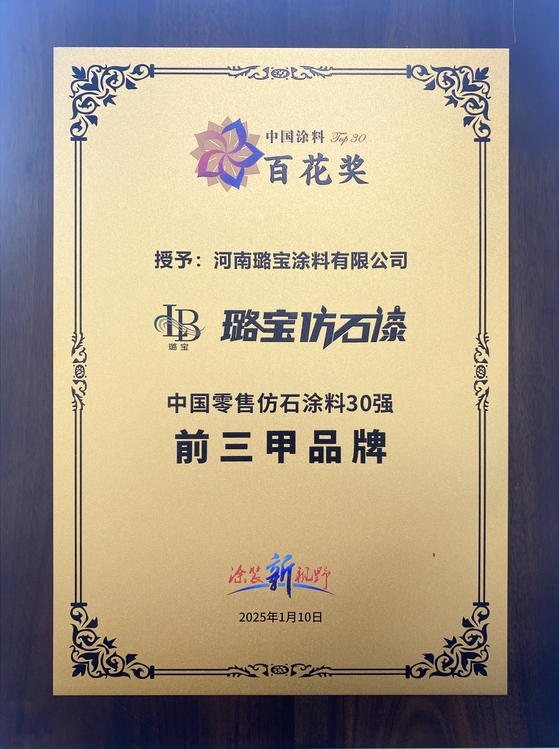 中国涂料 Top 30
百花奖
授予：河南璐宝涂料有限公司
LB
璐宝
璐宝仿石漆
中国零售仿石涂料30强
前三甲品牌
涂装新视野
2025年1月10日